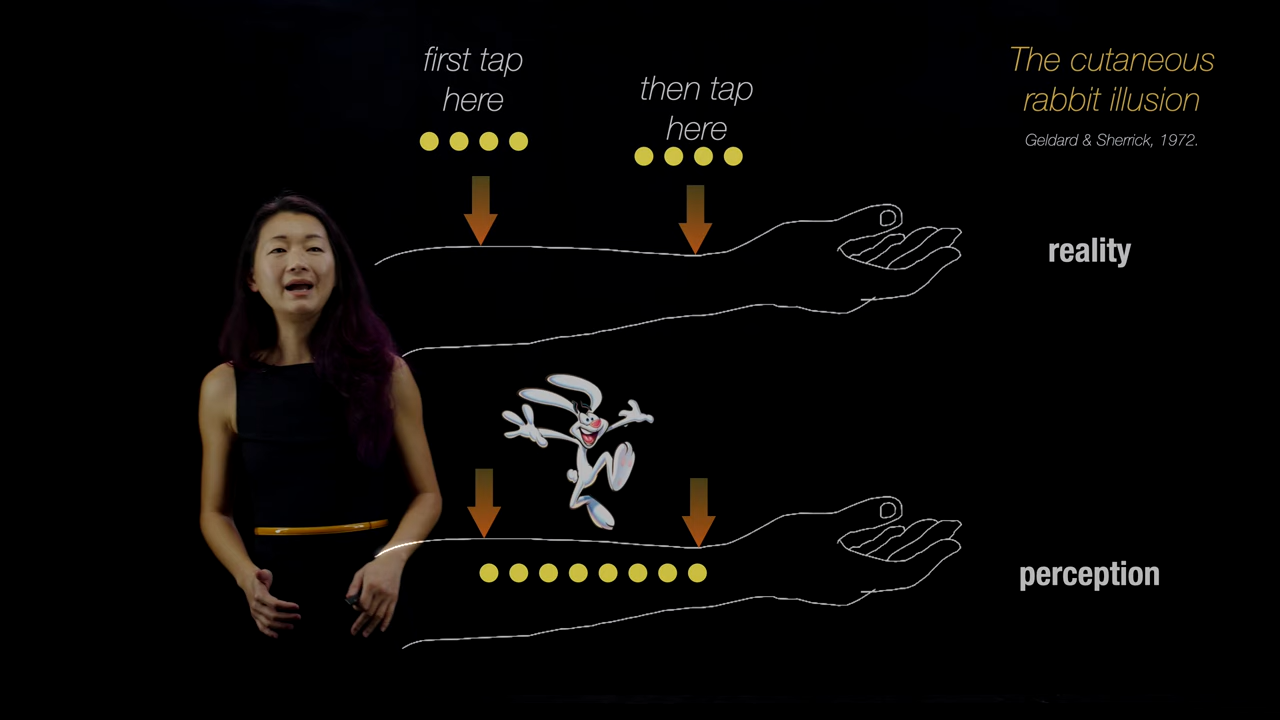 first tap
here
then tap
here
The cutaneous
rabbit illusion
Geldard & Sherrick, 1972.
reality
perception